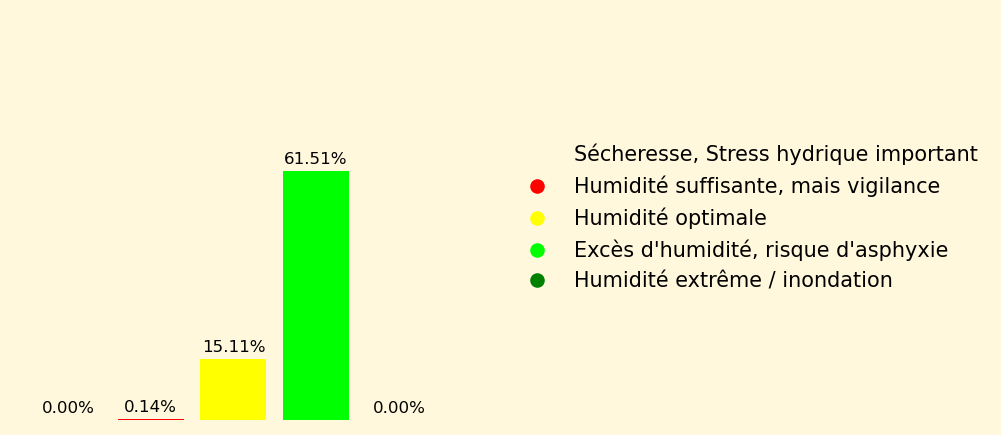 61.51%
15.11%
0.00%
0.14%
0.00%
Sécheresse, Stress hydrique important
Humidité suffisante, mais vigilance
Humidité optimale
Excès d'humidité, risque d'asphyxie
Humidité extrême / inondation